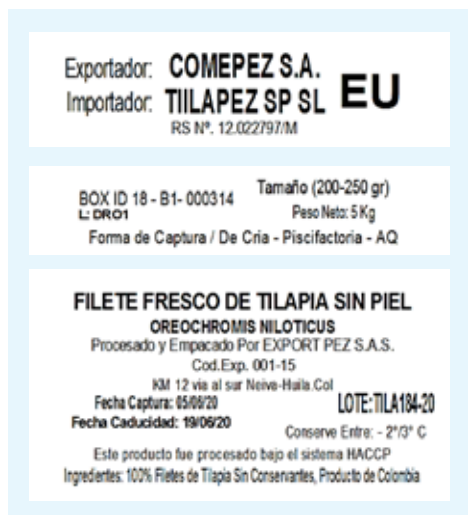 Exportador: COMEPEZ S.A.
Importador: TIILAPEZ SP SL EU
RS Nº. 12.022797/M
BOX ID 18 - B1- 000314 Tamaño (200-250 gr)
L: DRO1 Peso Neto: 5 Kg
Forma de Captura / De Cria - Piscifactoria - AQ
FILETE FRESCO DE TILAPIA SIN PIEL
OREOCHROMIS NILOTICUS
Procesado y Empacado Por EXPORT PEZ S.A.S.
Cod.Exp. 001-15
KM 12 via al sur Neiva-Huila.Col
Fecha Captura: 05/06/20 LOTE:TILA184-20
Fecha Caducidad: 19/06/20
Conserve Entre: - 2°/3° C
Este producto fue procesado bajo el sistema HACCP
Ingredientes: 100% Filetes de Tilapia Sin Conservantes, Producto de Colombia